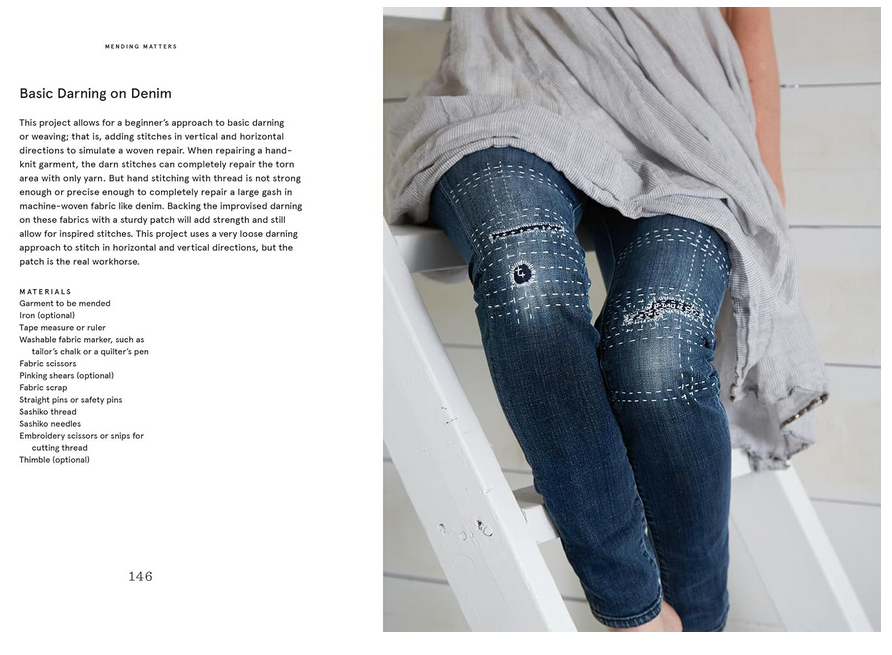 MENDING MATTERS
Basic Darning on Denim
This project allows for a beginner's approach to basic darning
or weaving; that is, adding stitches in vertical and horizontal
directions to simulate a woven repair. When repairing a hand-
knit garment, the darn stitches can completely repair the torn
area with only yarn. But hand stitching with thread is not strong
enough or precise enough to completely repair a large gash in
machine-woven fabric like denim. Backing the improvised darning
on these fabrics with a sturdy patch will add strength and still
allow for inspired stitches. This project uses a very loose darning
approach to stitch in horizontal and vertical directions, but the
patch is the real workhorse.
MATERIALS
Garment to be mended
Iron (optional)
Tape measure or ruler
Washable fabric marker, such as
tailor's chalk or a quilter's pen
Fabric scissors
Pinking shears (optional)
Fabric scrap
Straight pins or safety pins
Sashiko thread
Sashiko needles
Embroidery scissors or snips for
cutting thread
Thimble (optional)
146